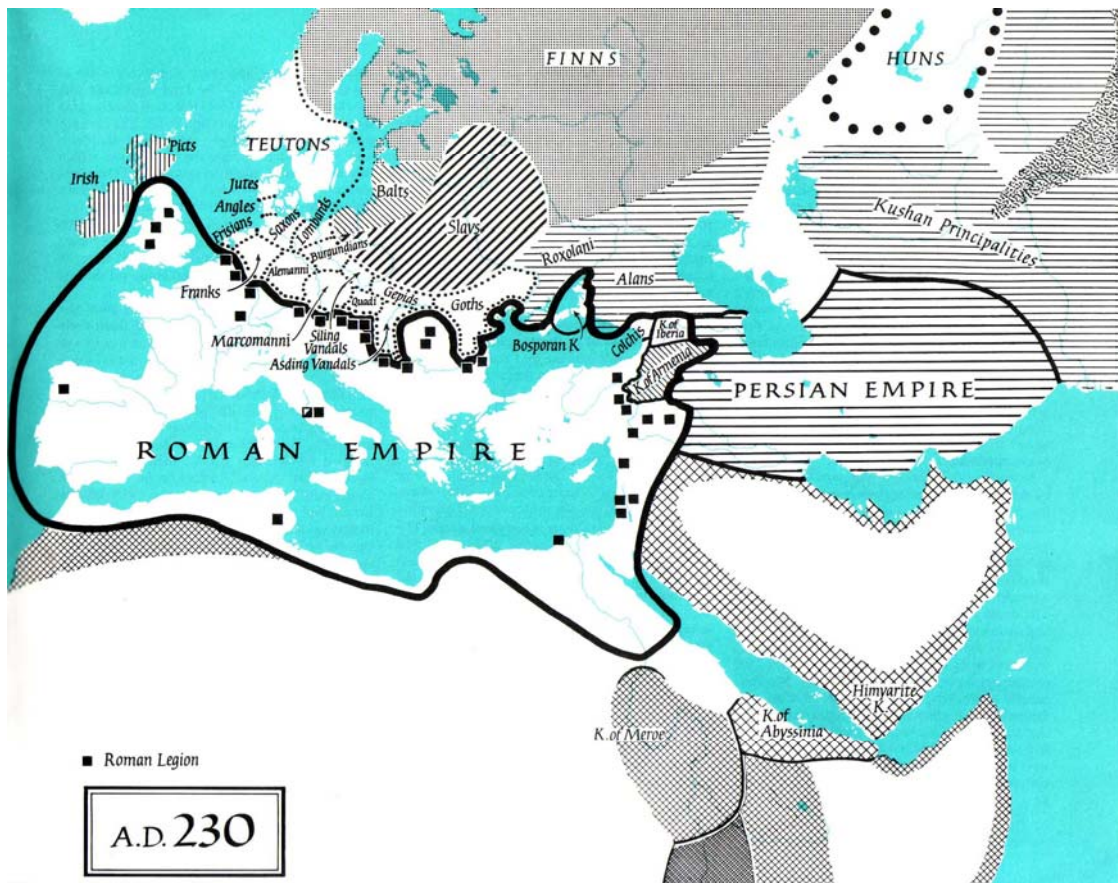 FINNS
HUNS
TEUTONS
Picts
Irish
Jutes
Angles
Frisians
Saxons
Lombards
Balts
Slavs
Burgundians
Alemanni
Franks
Marcomanni
Quadi
Siling
Vandals
Asding Vandals
Gepids
Goths
Roxolani
Alans
Kushan Principalities
Bosporan K
Colchis
K. of
Iberia
K. of Armenia
PERSIAN EMPIRE
ROMAN EMPIRE
Himyarite
K.
K. of
Abyssinia
K. of Meroe
Roman Legion
A.D. 230